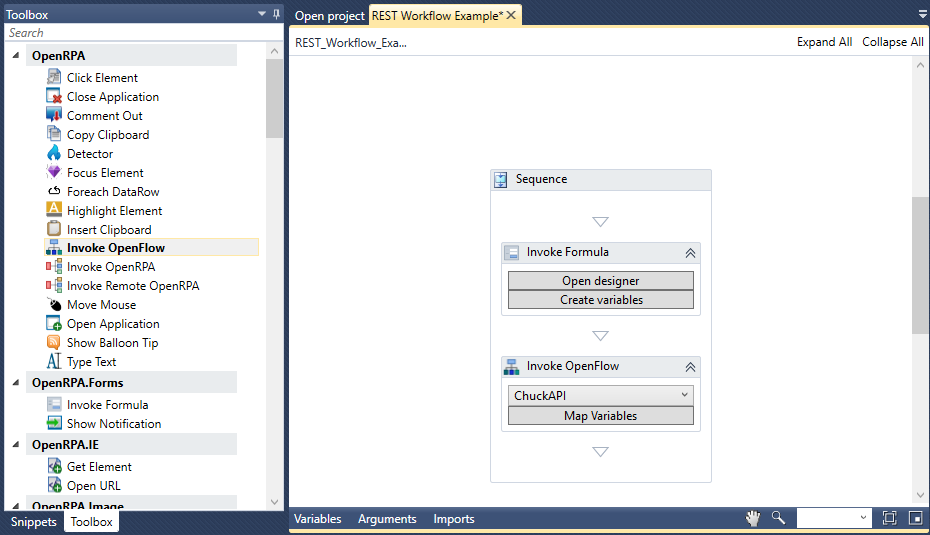 Toolbox
Search
OpenRPA
Click Element
Close Application
Comment Out
Copy Clipboard
Detector
Focus Element
Foreach DataRow
Highlight Element
Insert Clipboard
Invoke OpenFlow
Invoke OpenRPA
Invoke Remote OpenRPA
Move Mouse
Open Application
Show Balloon Tip
Type Text
OpenRPA.Forms
Invoke Formula
Show Notification
OpenRPA.IE
Get Element
Open URL
OpenRPA.Image
Snippets Toolbox
Open project REST Workflow Example*
REST_Workflow_Exa... Expand All Collapse All
Sequence
Invoke Formula
Open designer
Create variables
Invoke OpenFlow
ChuckAPI
Map Variables
Variables Arguments Imports